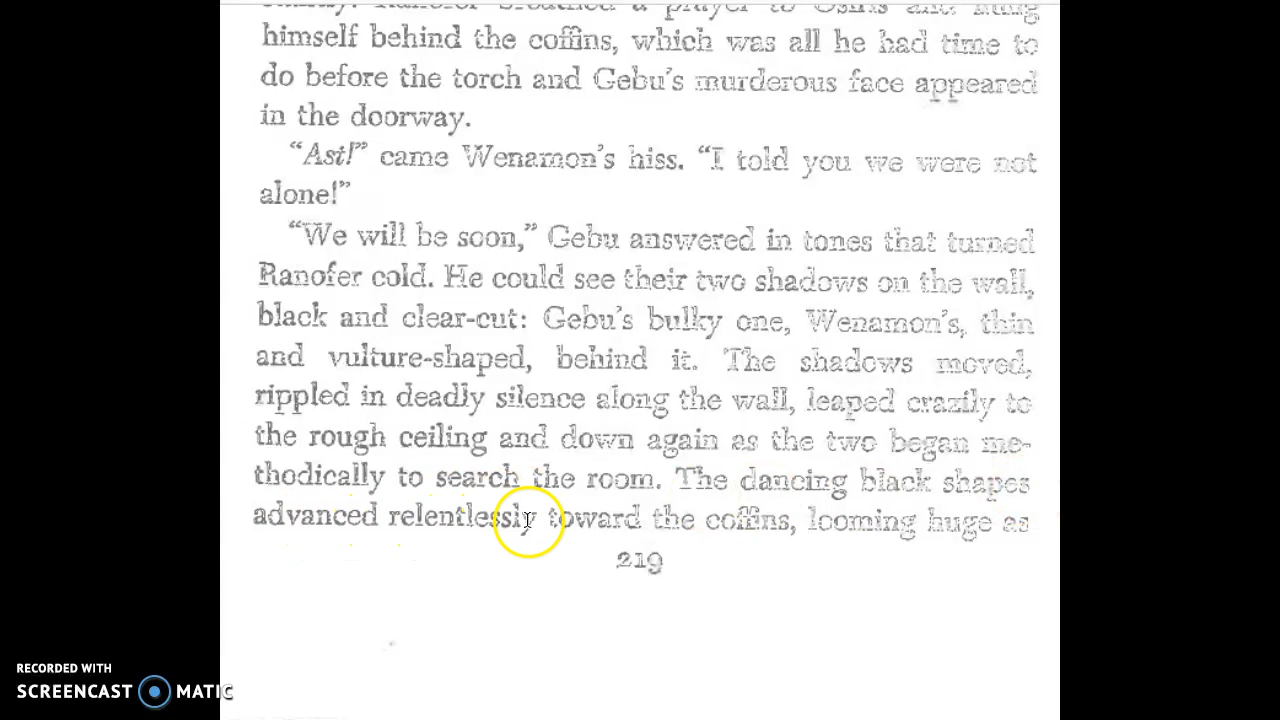 a prayer to Osiris and
himself behind the coffins, which was all he had time to
do before the torch and Gebu's murderous face appeared
in the doorway.
"Ast!" came Wenamon's hiss. "I told you we were not
alone!"
"We will be soon," Gebu answered in tones that turned
Ranofer cold. He could see their two shadows on the wall,
black and clear-cut: Gebu's bulky one, Wenamon's, thin
and vulture-shaped, behind it. The shadows moved,
rippled in deadly silence along the wall, leaped crazily to
the rough ceiling and down again as the two began me-
thodically to search the room. The dancing black shapes
advanced relentlessly toward the coffins, looming huge as
219
RECORDED WITH
SCREENCAST MATIC